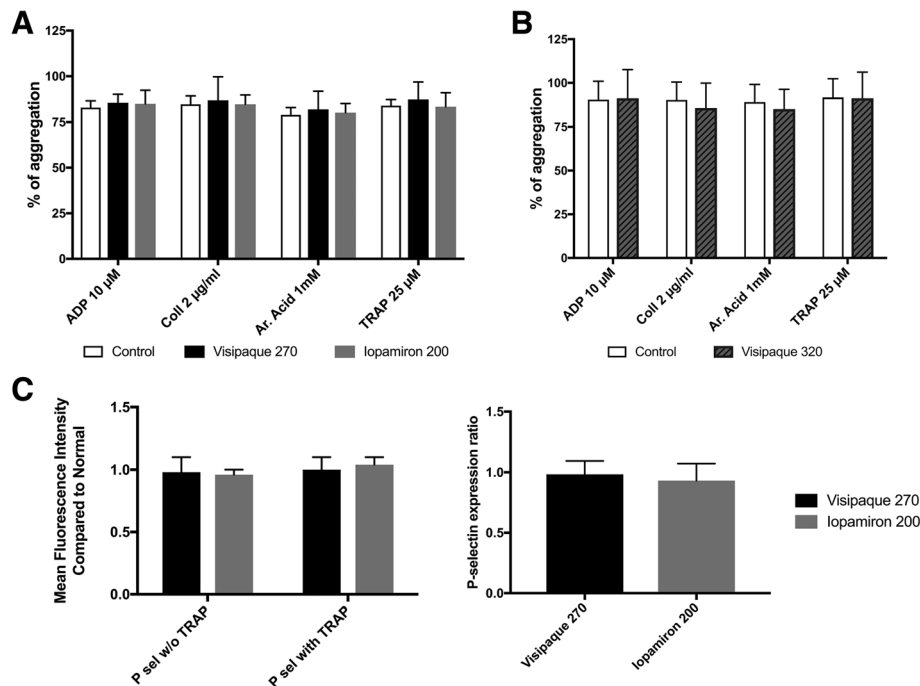 A
% of aggregation
125
100
75
50
25
0
ADP 10 µM
Coll 2 µg/ml
Ar. Acid 1mM
TRAP 25 µM
Control
Visipaque 270
Iopamiron 200
B
% of aggregation
125
100
75
50
25
0
ADP 10 µM
Coll 2 µg/ml
Ar. Acid 1mM
TRAP 25 µM
Control
Visipaque 320
C
Mean Fluorescence Intensity
Compared to Normal
1.5
1.0
0.5
0.0
P sel w/o TRAP
P sel with TRAP
P-selectin expression ratio
1.5
1.0
0.5
0.0
Visipaque 270
Iopamiron 200
Visipaque 270
Iopamiron 200